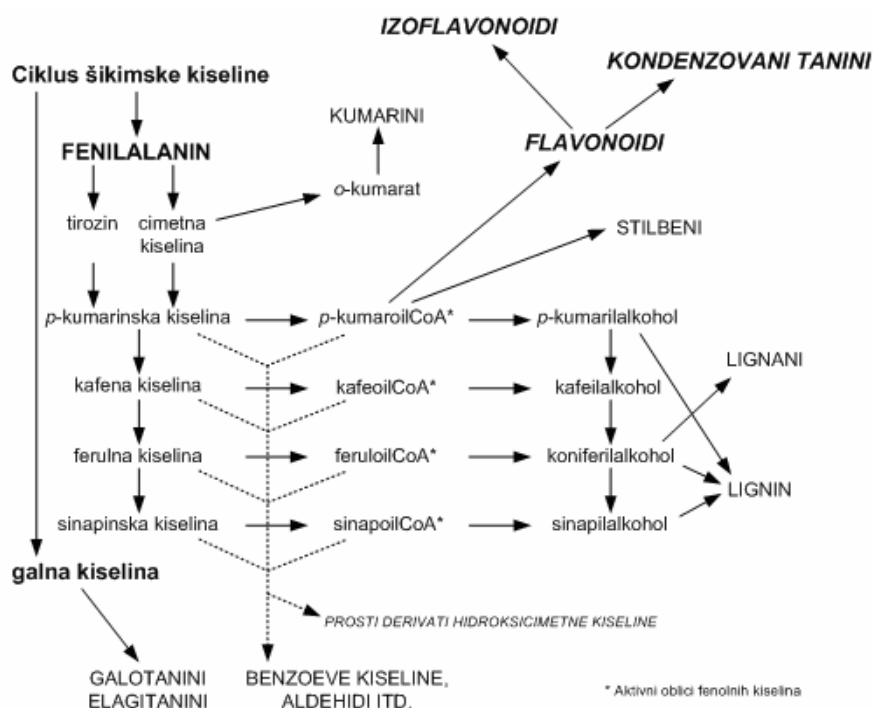 IZOFLAVONOIDI
KONDENZOVANI TANINI
Ciklus šikimske kiseline
KUMARINI
FLAVONOIDI
FENILALANIN
o-kumarat
tirozin
cimetna
kiselina
STILBENI
p-kumarinska kiselina
p-kumaroilCoA*
p-kumarilalkohol
LIGNANI
kafena kiselina
kafeoilCoA*
kafeilalkohol
ferulna kiselina
feruloilCoA*
koniferilalkohol
LIGNIN
sinapinska kiselina
sinapoilCoA*
sinapilalkohol
galna kiselina
PROSTI DERIVATI HIDROKSICIMETNE KISELINE
GALOTANINI
ELAGITANINI
BENZOEVE KISELINE,
ALDEHIDI ITD.
* Aktivni oblici fenolnih kiselina